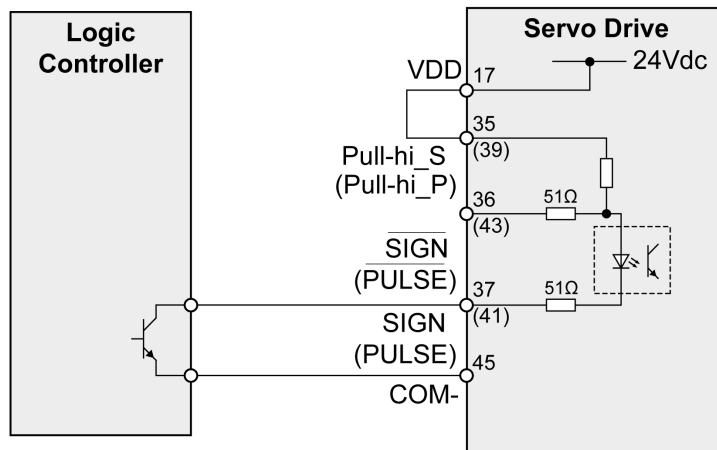 Logic
Controller
Servo Drive
24Vdc
VDD
17
35
(39)
Pull-hi_S
(Pull-hi_P)
36
(43)
51Ω
SIGN
(PULSE)
37
(41)
51Ω
SIGN
(PULSE)
45
COM-